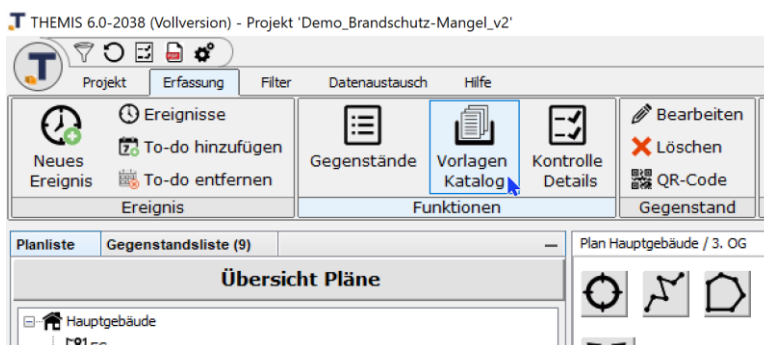 THEMIS 6.0-2038 (Vollversion) - Projekt 'Demo_Brandschutz-Mangel_v2'
Projekt Erfassung Filter Datenaustausch Hilfe
Neues Ereignis
Ereignisse
To-do hinzufügen
To-do entfernen
Ereignis
Gegenstände
Vorlagen Katalog
Kontrolle Details
Funktionen
Bearbeiten
Löschen
QR-Code
Gegenstand
Planliste Gegenstandsliste (9)
Plan Hauptgebäude / 3. OG
Übersicht Pläne
Hauptgebäude